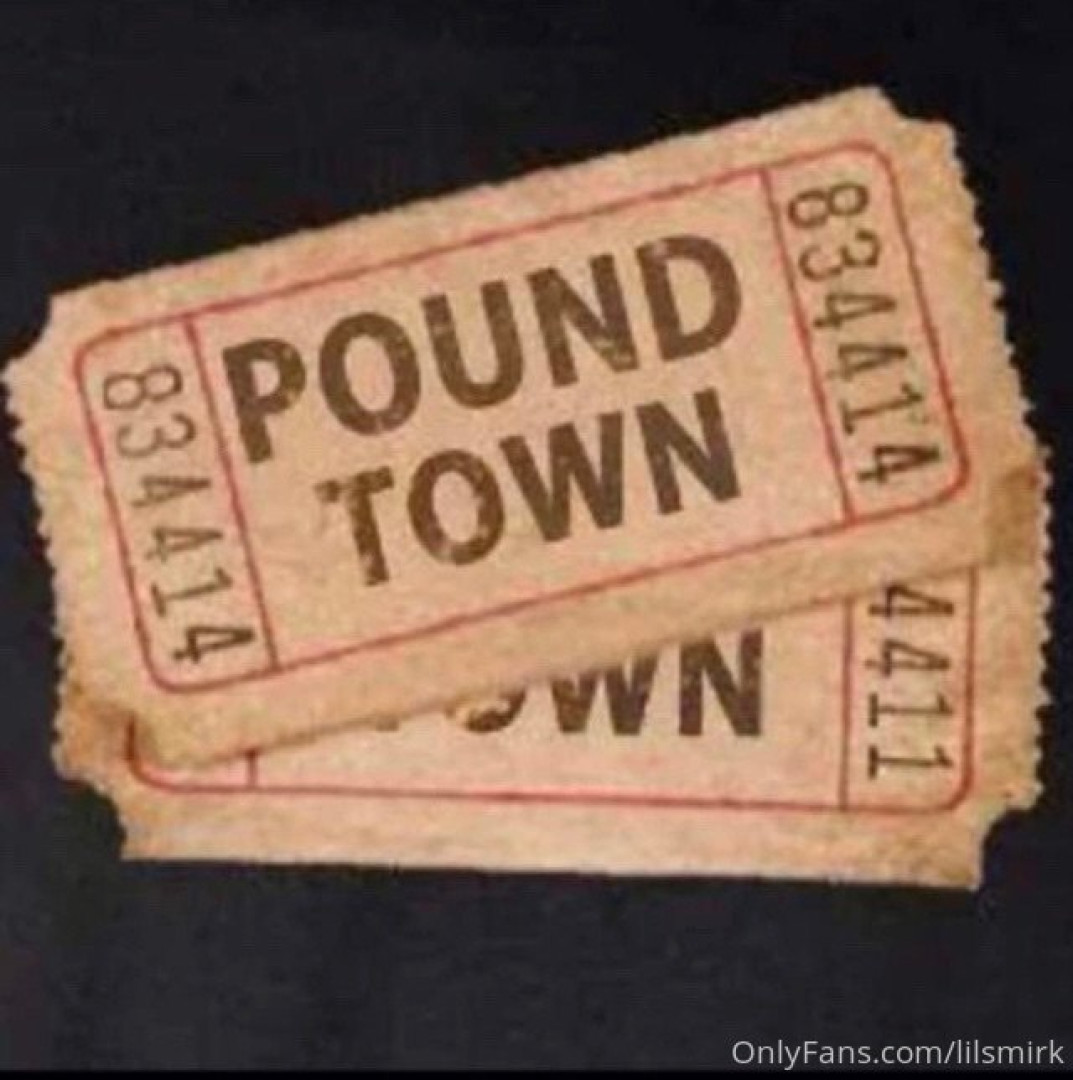 POUND
TOWN
834414
834414
OWN
4411
OnlyFans.com/lilsmirk